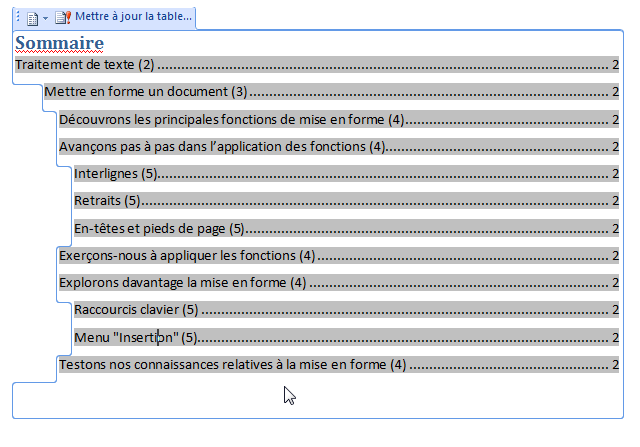 Mettre à jour la table...
Sommaire
Traitement de texte (2) ........ 2
Mettre en forme un document (3) ........ 2
Découvrons les principales fonctions de mise en forme (4) ........ 2
Avançons pas à pas dans l'application des fonctions (4) ........ 2
Interlignes (5) ........ 2
Retraits (5) ........ 2
En-têtes et pieds de page (5) ........ 2
Exerçons-nous à appliquer les fonctions (4) ........ 2
Explorons davantage la mise en forme (4) ........ 2
Raccourcis clavier (5) ........ 2
Menu "Insertion" (5) ........ 2
Testons nos connaissances relatives à la mise en forme (4) ........ 2